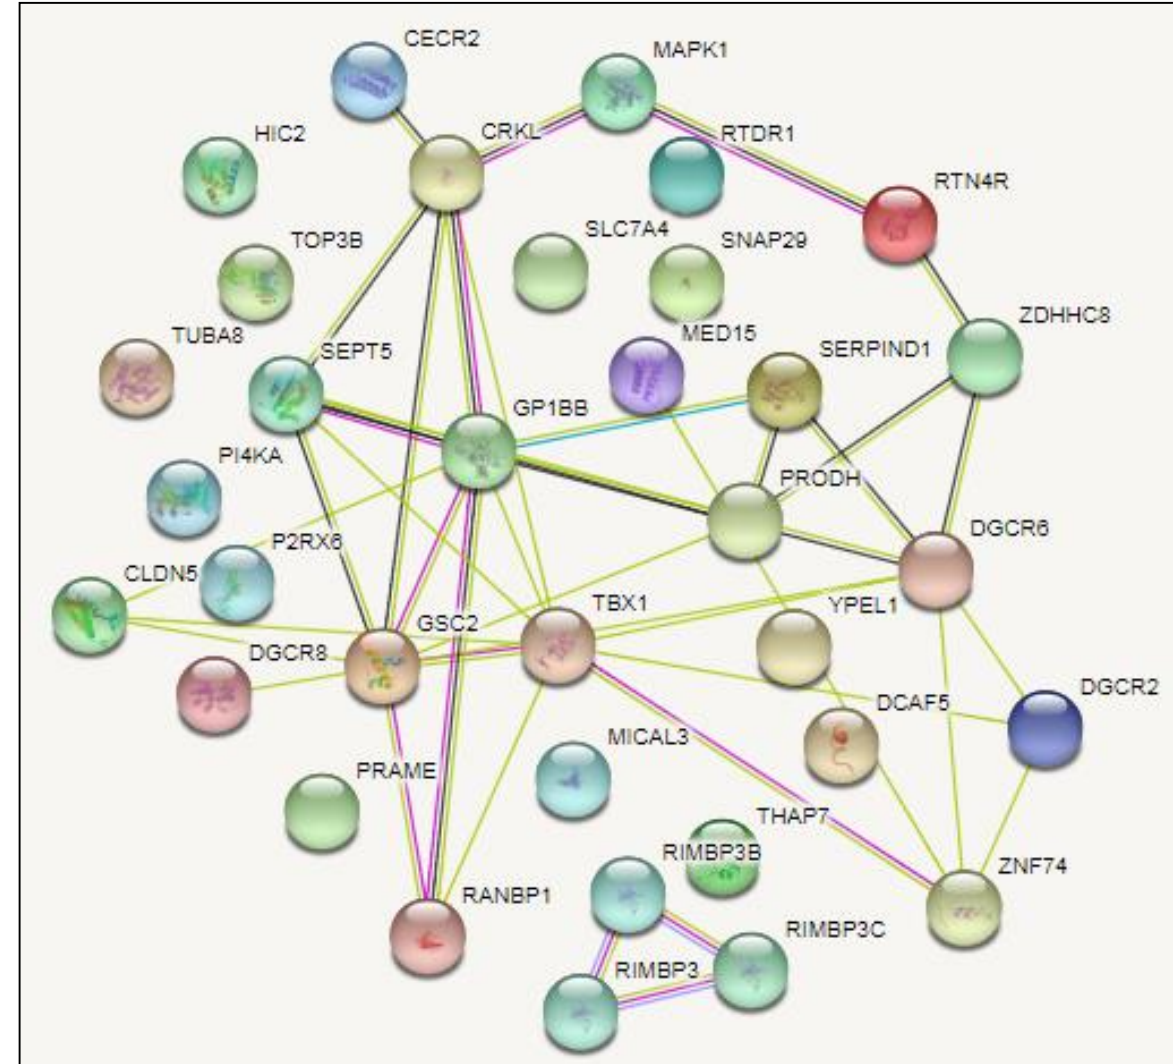 CECR2
MAPK1
HIC2
CRKL
RTDR1
RTN4R
TOP3B
SLC7A4
SNAP29
ZDHHC8
TUBA8
SEPT5
MED15
SERPIND1
GP1BB
PI4KA
PRODH
P2RX6
DGCR6
CLDN5
GSC2
TBX1
YPEL1
DGCR8
DGCR2
DCAF5
MICAL3
PRAME
THAP7
RIMBP3B
ZNF74
RANBP1
RIMBP3C
RIMBP3